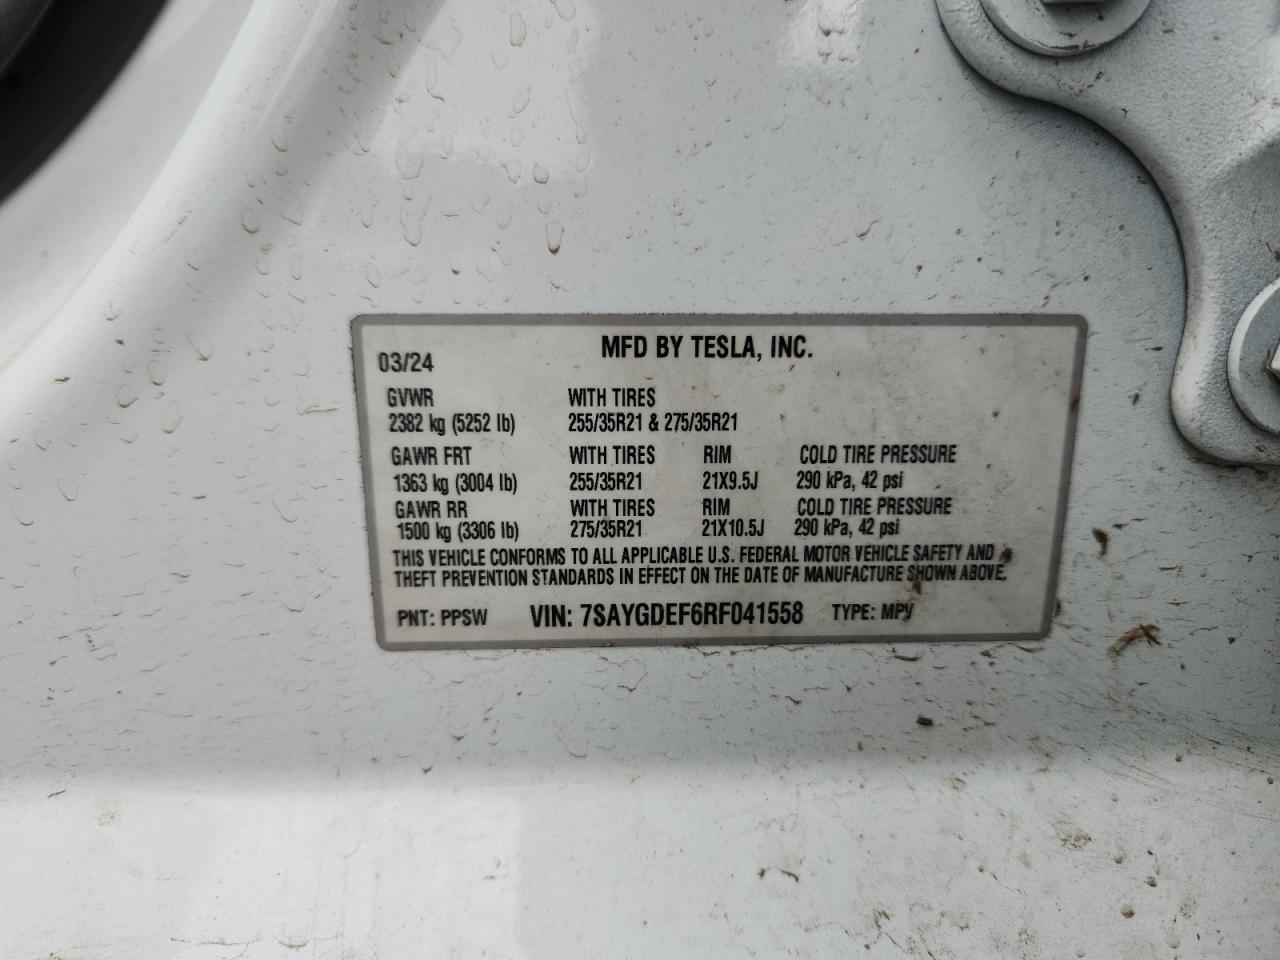 MFD BY TESLA, INC.
03/24
GVWR WITH TIRES
2382 kg (5252 lb) 255/35R21 & 275/35R21
GAWR FRT WITH TIRES RIM COLD TIRE PRESSURE
1363 kg (3004 lb) 255/35R21 21X9.5J 290 kPa, 42 psi
GAWR RR WITH TIRES RIM COLD TIRE PRESSURE
1500 kg (3306 lb) 275/35R21 21X10.5J 290 kPa, 42 psi
THIS VEHICLE CONFORMS TO ALL APPLICABLE U.S. FEDERAL MOTOR VEHICLE SAFETY AND
THEFT PREVENTION STANDARDS IN EFFECT ON THE DATE OF MANUFACTURE SHOWN ABOVE.
PNT: PPSW VIN: 7SAYGDEF6RF041558 TYPE: MPV